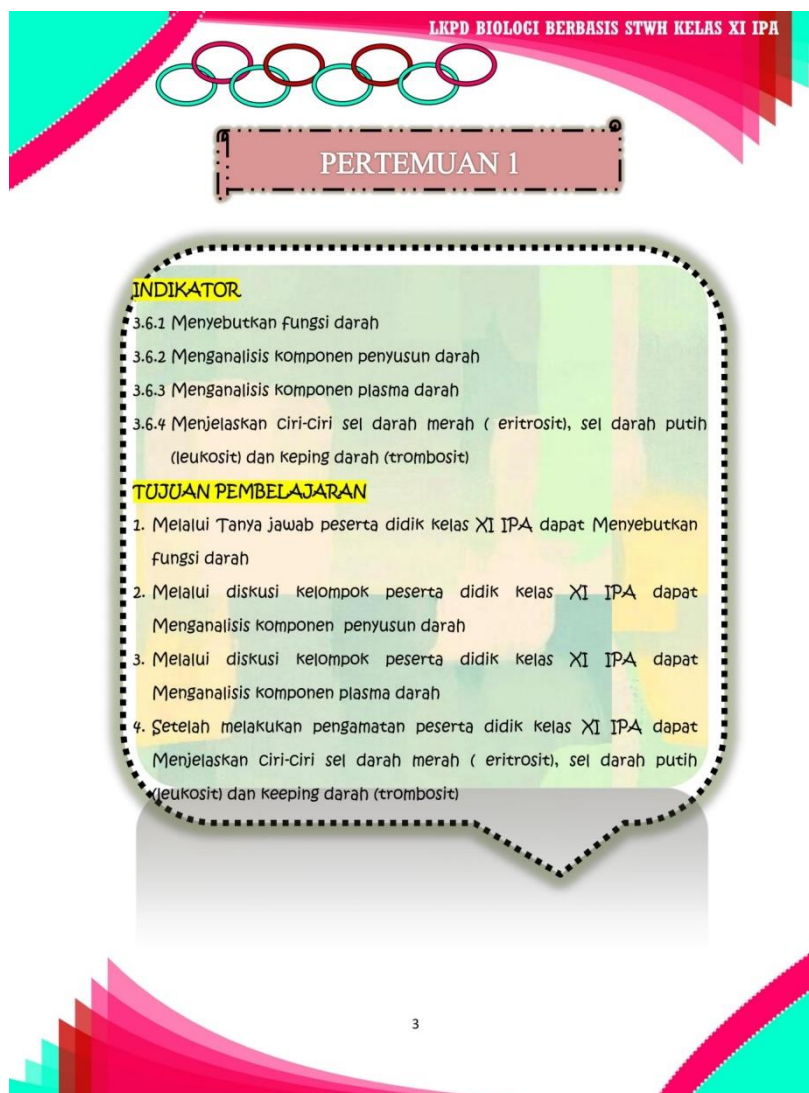 LKPD BIOLOGI BERBASIS STWH KELAS XI IPA
PERTEMUAN 1
INDIKATOR
3.6.1 Menyebutkan fungsi darah
3.6.2 Menganalisis komponen penyusun darah
3.6.3 Menganalisis komponen plasma darah
3.6.4 Menjelaskan ciri-ciri sel darah merah ( eritrosit), sel darah putih
(leukosit) dan keping darah (trombosit)
TUJUAN PEMBELAJARAN
1. Melalui Tanya jawab peserta didik kelas XI IPA dapat Menyebutkan
fungsi darah
2. Melalui diskusi kelompok peserta didik kelas XI IPA dapat
Menganalisis komponen penyusun darah
3. Melalui diskusi kelompok peserta didik kelas XI IPA dapat
Menganalisis komponen plasma darah
4. Setelah melakukan pengamatan peserta didik kelas XI IPA dapat
Menjelaskan ciri-ciri sel darah merah ( eritrosit), sel darah putih
(leukosit) dan keeping darah (trombosit)
3